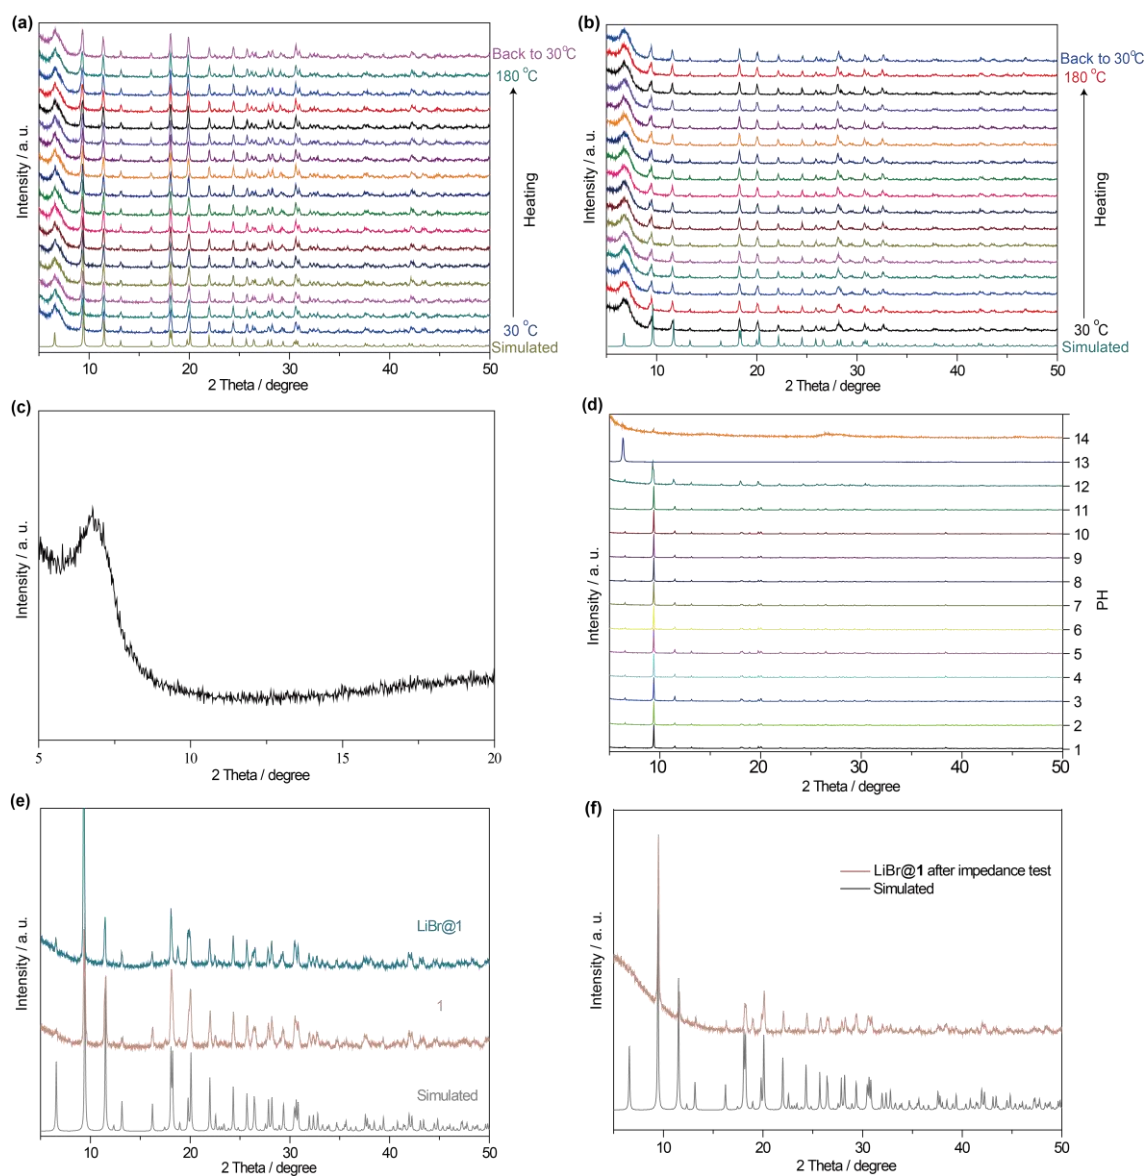 (a)
Intensity / a. u.
Back to 30°C
180 °C
Heating
30 °C
Simulated
10 20 30 40 50
2 Theta / degree
(b)
Intensity / a. u.
Back to 30°C
180 °C
Heating
30 °C
Simulated
10 20 30 40 50
2 Theta / degree
(c)
Intensity / a. u.
5 10 15 20
2 Theta / degree
(d)
Intensity / a. u.
14
13
12
11
10
9
8
7
6
5
4
3
2
1
PH
10 20 30 40 50
2 Theta / degree
(e)
Intensity / a. u.
LiBr@1
1
Simulated
10 20 30 40 50
2 Theta / degree
(f)
Intensity / a. u.
LiBr@1 after impedance test
Simulated
10 20 30 40 50
2 Theta / degree